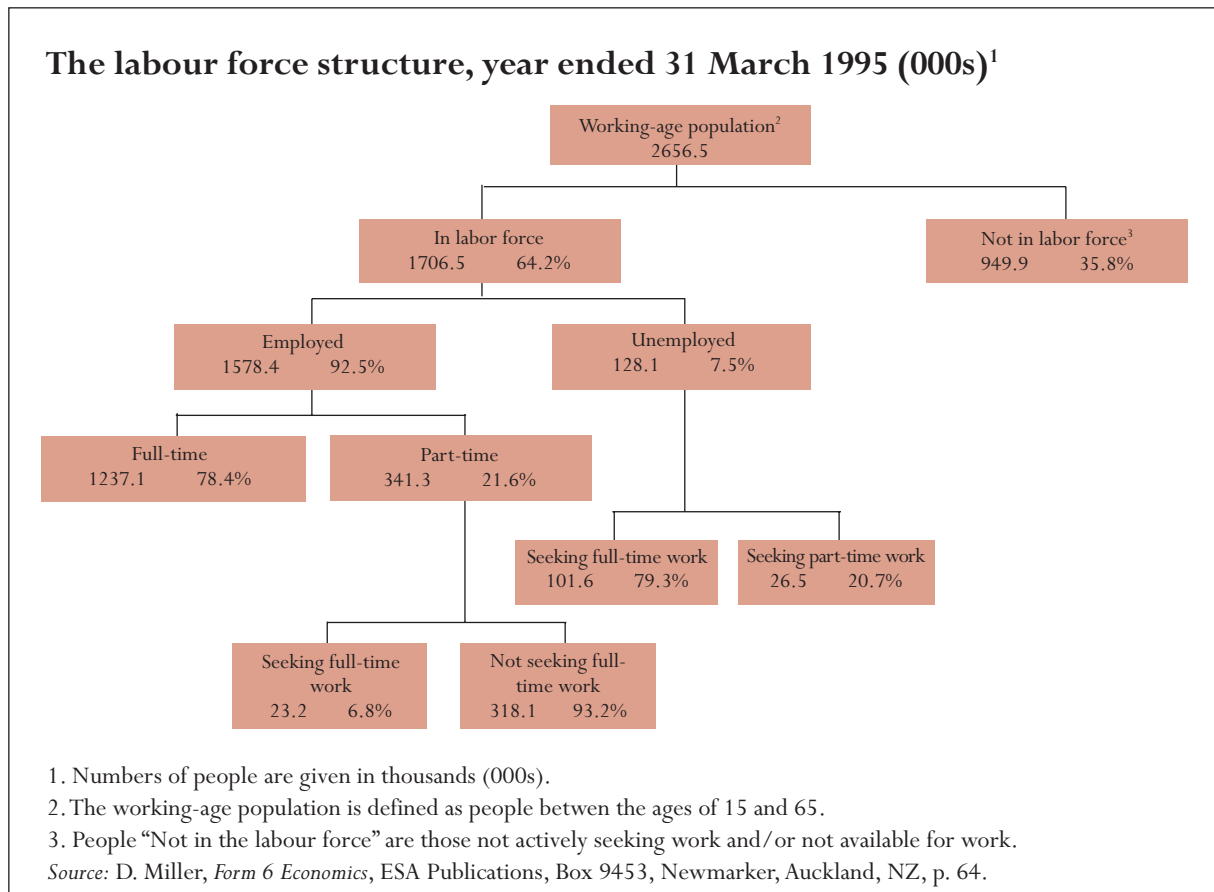 The labour force structure, year ended 31 March 1995 (000s)¹
Working-age population²
2656.5
In labor force
1706.5 64.2%
Not in labor force³
949.9 35.8%
Employed
1578.4 92.5%
Unemployed
128.1 7.5%
Full-time
1237.1 78.4%
Part-time
341.3 21.6%
Seeking full-time work
101.6 79.3%
Seeking part-time work
26.5 20.7%
Seeking full-time
work
23.2 6.8%
Not seeking full-
time work
318.1 93.2%
1. Numbers of people are given in thousands (000s).
2. The working-age population is defined as people betwen the ages of 15 and 65.
3. People “Not in the labour force” are those not actively seeking work and/or not available for work.
Source: D. Miller, Form 6 Economics, ESA Publications, Box 9453, Newmarker, Auckland, NZ, p. 64.